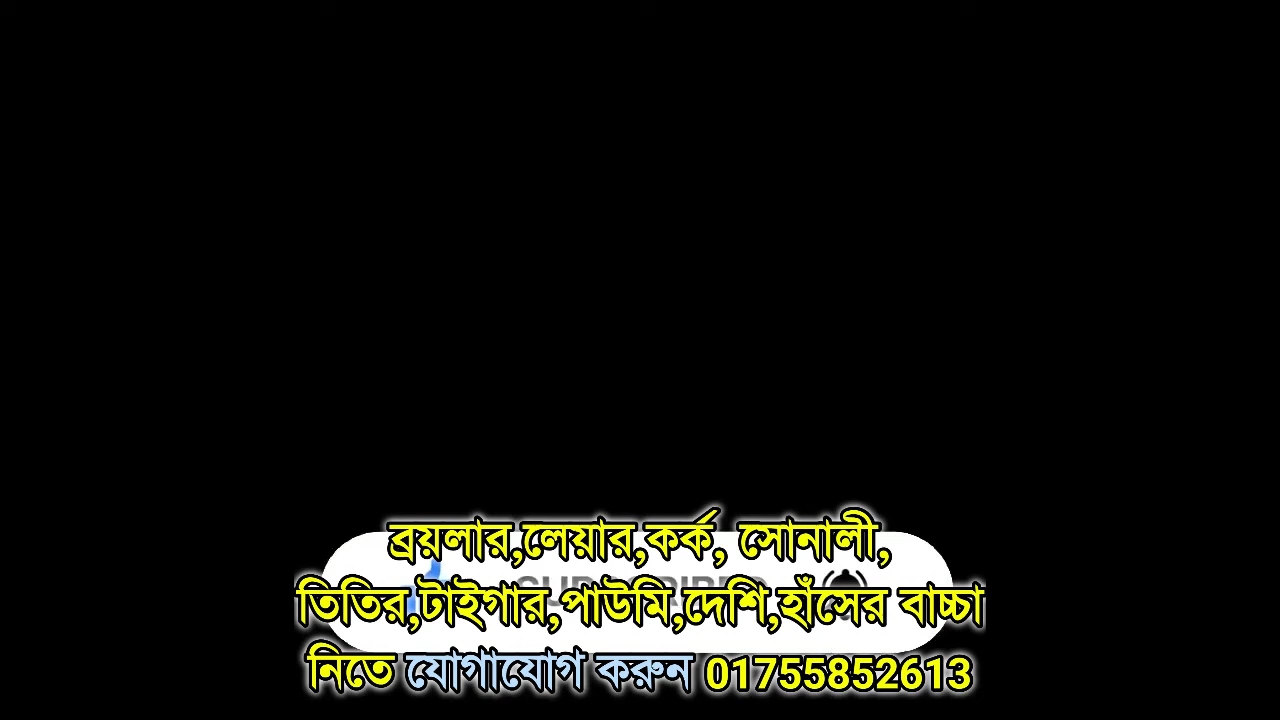 ব্রয়লার,লেয়ার,কর্ক, সোনালী,
তিতির,টাইগার,পাউমি,দেশি,হাঁসের বাচ্চা
নিতে যোগাযোগ করুন 01755852613